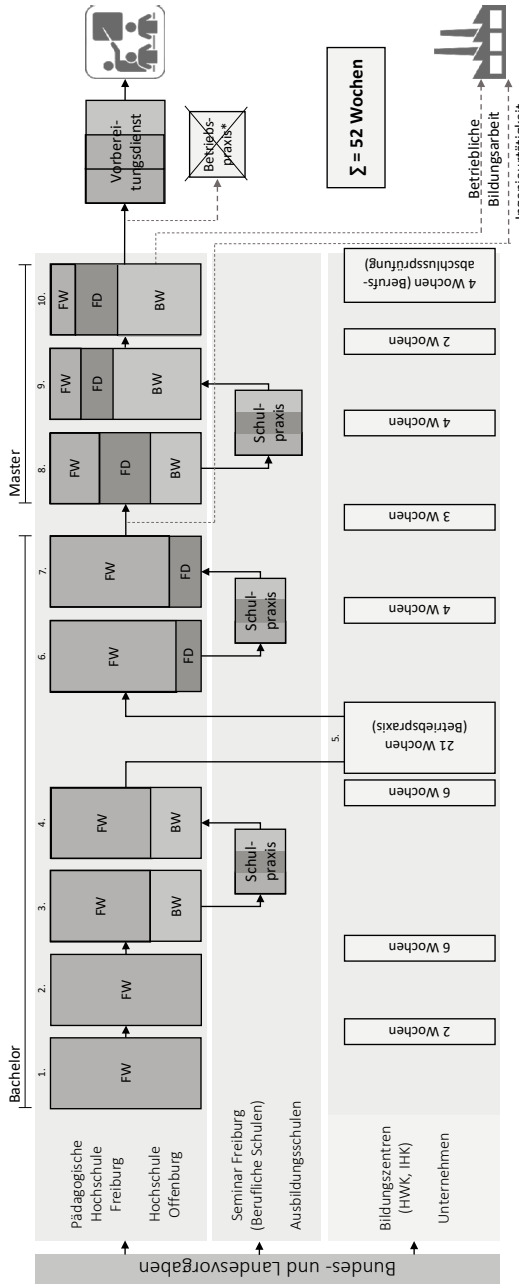 Bundes- und Landesvorgaben
Pädagogische
Hochschule
Freiburg
Hochschule
Offenburg
Seminar Freiburg
(Berufliche Schulen)
Ausbildungsschulen
Bildungszentren
(HWK, IHK)
Unternehmen
Bachelor
1.
FW
2.
FW
3.
FW
BW
4.
FW
BW
Schul-
praxis
5.
21 Wochen
(Betriebspraxis)
6.
FW
FD
7.
FW
FD
Schul-
praxis
Master
8.
FW
FD
BW
9.
FW
FD
BW
10.
FW
FD
BW
Schul-
praxis
2 Wochen
6 Wochen
6 Wochen
4 Wochen
3 Wochen
4 Wochen
2 Wochen
4 Wochen (Berufs-
abschlussprüfung)
Vorberei-
tungsdienst
Betriebs-
praxis*
∑ = 52 Wochen
Betriebliche
Bildungsarbeit